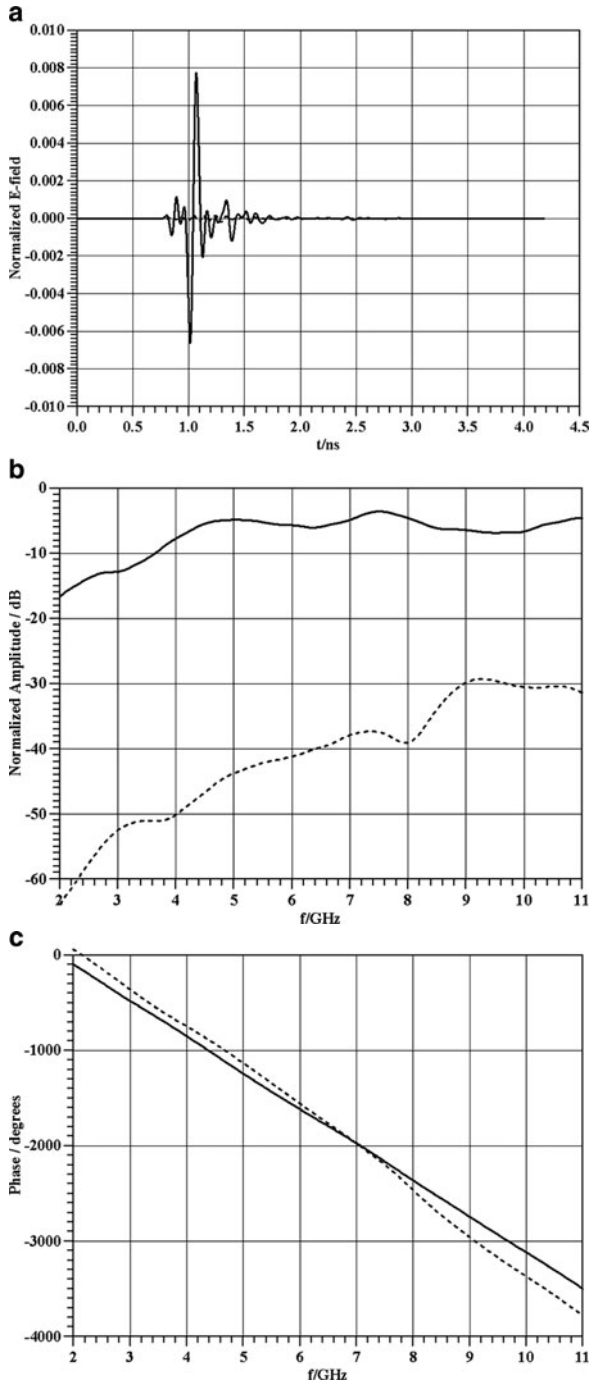 a
0.010
0.008
0.006
0.004
0.002
0.000
-0.002
-0.004
-0.006
-0.008
-0.010
Normalized E-field
0.0 0.5 1.0 1.5 2.0 2.5 3.0 3.5 4.0 4.5
t/ns
b
0
-10
-20
-30
-40
-50
-60
Normalized Amplitude / dB
2 3 4 5 6 7 8 9 10 11
f/GHz
c
0
-1000
-2000
-3000
-4000
Phase / degrees
2 3 4 5 6 7 8 9 10 11
f/GHz